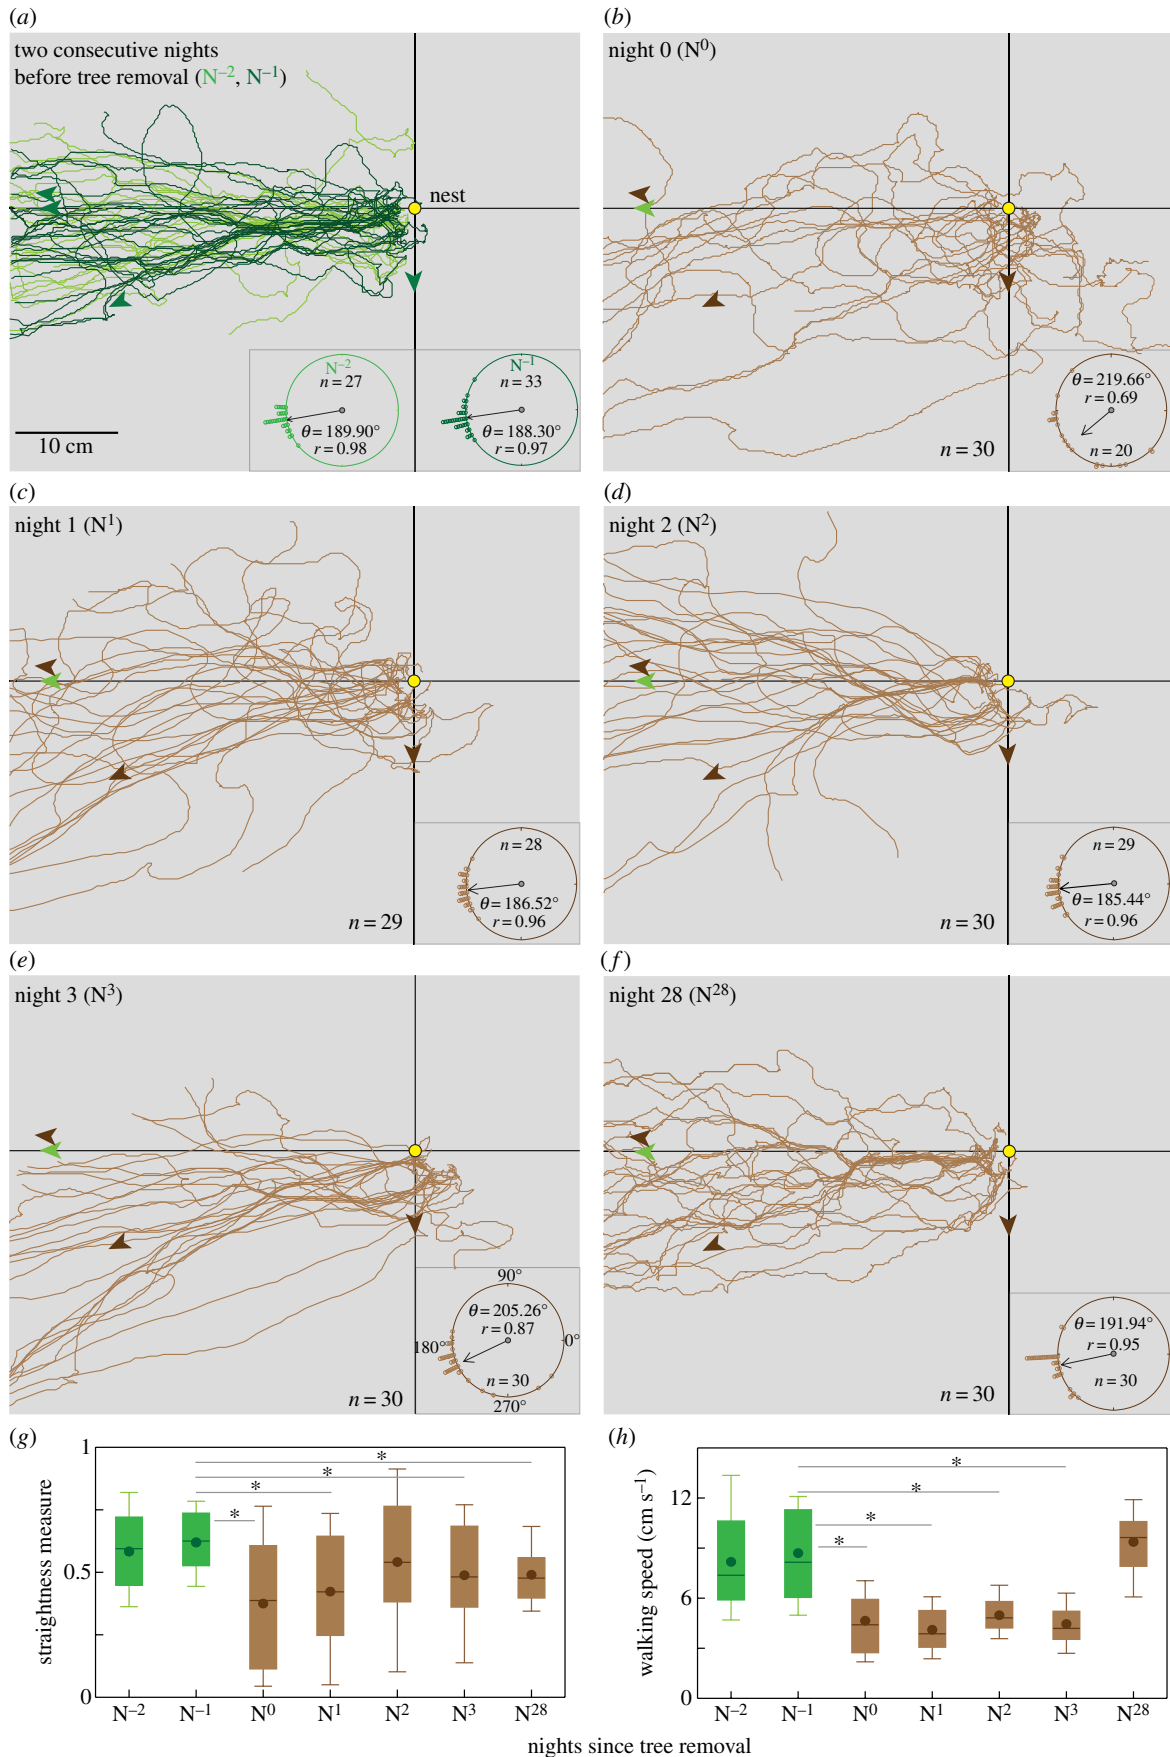 (a)
two consecutive nights
before tree removal (N⁻², N⁻¹)
nest
N⁻²
n = 27
θ = 189.90°
r = 0.98
N⁻¹
n = 33
θ = 188.30°
r = 0.97
10 cm
(b)
night 0 (N⁰)
θ = 219.66°
r = 0.69
n = 20
n = 30
(c)
night 1 (N¹)
n = 28
θ = 186.52°
r = 0.96
n = 29
(d)
night 2 (N²)
n = 29
θ = 185.44°
r = 0.96
n = 30
(e)
night 3 (N³)
90°
θ = 205.26°
r = 0.87
0°
180°
n = 30
270°
n = 30
(f)
night 28 (N²⁸)
θ = 191.94°
r = 0.95
n = 30
n = 30
(g)
straightness measure
1
0.5
0
* * * * 
N⁻² N⁻¹ N⁰ N¹ N² N³ N²⁸
(h)
walking speed (cm s⁻¹)
12
6
0
* * * *
N⁻² N⁻¹ N⁰ N¹ N² N³ N²⁸
nights since tree removal